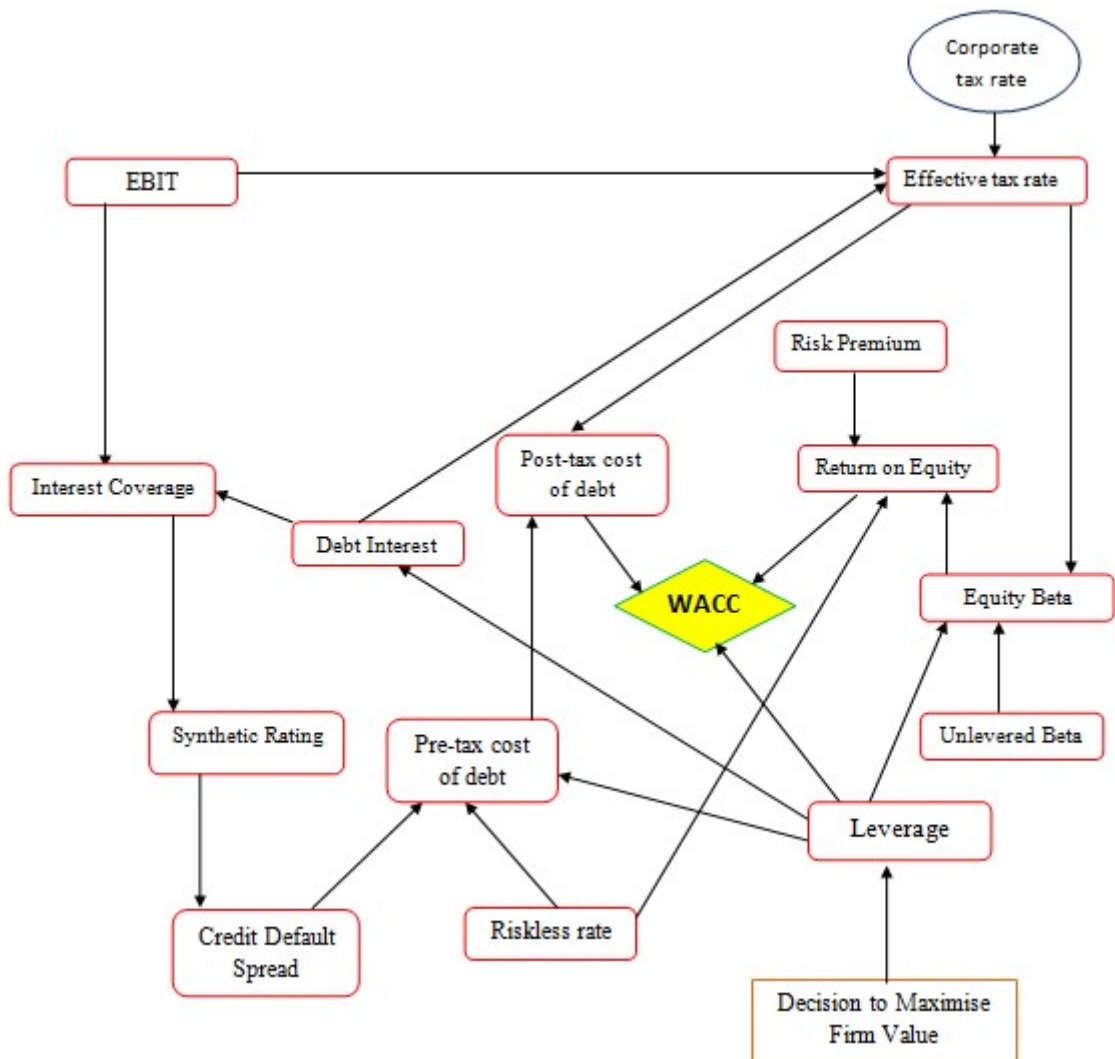 Corporate
tax rate
EBIT
Effective tax rate
Risk Premium
Post-tax cost
of debt
Return on Equity
Interest Coverage
Debt Interest
WACC
Equity Beta
Synthetic Rating
Pre-tax cost
of debt
Unlevered Beta
Leverage
Credit Default
Spread
Riskless rate
Decision to Maximise
Firm Value